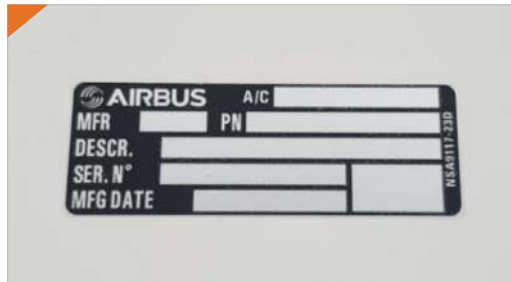 AIRBUS A/C
MFR PN
DESCR.
SER. N°
MFG DATE
NSA9117-23D